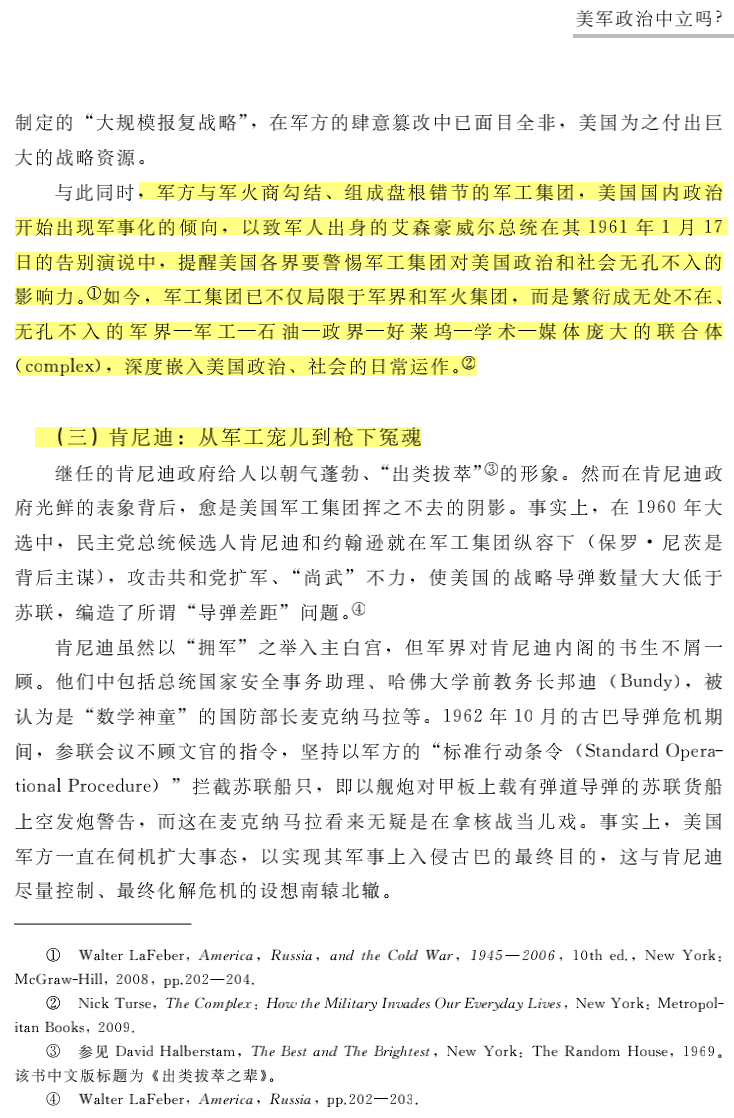 美军政治中立吗?
制定的“大规模报复战略”，在军方的肆意篡改中已面目全非，美国为之付出巨
大的战略资源。
与此同时，军方与军火商勾结、组成盘根错节的军工集团，美国国内政治
开始出现军事化的倾向，以致军人出身的艾森豪威尔总统在其 1961 年 1 月 17
日的告别演说中，提醒美国各界要警惕军工集团对美国政治和社会无孔不入的
影响力。①如今，军工集团已不仅局限于军界和军火集团，而是繁衍成无处不在、
无孔不入的军界—军工—石油—政界—好莱坞—学术—媒体庞大的联合体
(complex)，深度嵌入美国政治、社会的日常运作。②
（三）肯尼迪：从军工宠儿到枪下冤魂
继任的肯尼迪政府给人以朝气蓬勃、“出类拔萃”③的形象。然而在肯尼迪政
府光鲜的表象背后，愈是美国军工集团挥之不去的阴影。事实上，在 1960 年大
选中，民主党总统候选人肯尼迪和约翰逊就在军工集团纵容下（保罗·尼茨是
背后主谋），攻击共和党扩军、“尚武”不力，使美国的战略导弹数量大大低于
苏联，编造了所谓“导弹差距”问题。④
肯尼迪虽然以“拥军”之举入主白宫，但军界对肯尼迪内阁的书生不屑一
顾。他们中包括总统国家安全事务助理、哈佛大学前教务长邦迪（Bundy），被
认为是“数学神童”的国防部长麦克纳马拉等。1962 年 10 月的古巴导弹危机期
间，参联会议不顾文官的指令，坚持以军方的“标准行动条令（Standard Opera-
tional Procedure）”拦截苏联船只，即以舰炮对甲板上载有弹道导弹的苏联货船
上空发炮警告，而这在麦克纳马拉看来无疑是在拿核战当儿戏。事实上，美国
军方一直在伺机扩大事态，以实现其军事上入侵古巴的最终目的，这与肯尼迪
尽量控制、最终化解危机的设想南辕北辙。
① Walter LaFeber, America, Russia, and the Cold War, 1945—2006, 10th ed., New York:
McGraw-Hill, 2008, pp.202—204.
② Nick Turse, The Complex: How the Military Invades Our Everyday Lives, New York: Metropol-
itan Books, 2009.
③ 参见 David Halberstam, The Best and The Brightest, New York: The Random House, 1969。
该书中文版标题为《出类拔萃之辈》。
④ Walter LaFeber, America, Russia, pp.202—203.